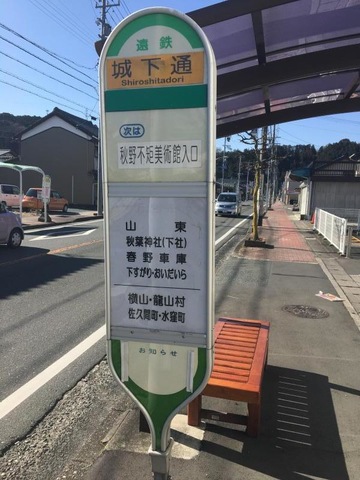 遠鉄
城下通
Shiroshitadori
次は
秋野不矩美術館入口
山東
秋葉神社(下社)
春野車庫
下すがり・おいだいら
横山・龍山村
佐久間町・水窪町
お知らせ